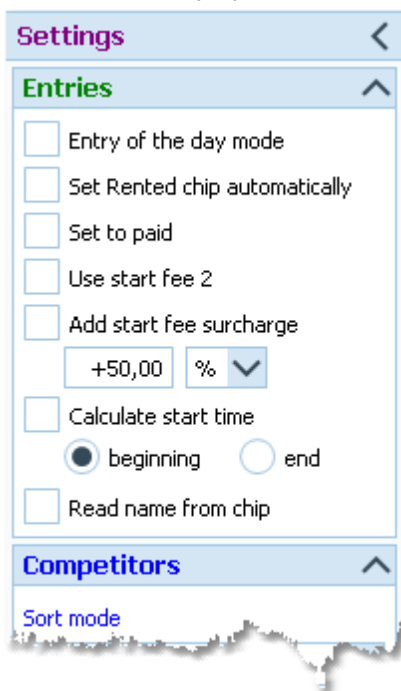 Settings
Entries
Entry of the day mode
Set Rented chip automatically
Set to paid
Use start fee 2
Add start fee surcharge
+50,00 %
Calculate start time
beginning end
Read name from chip
Competitors
Sort mode